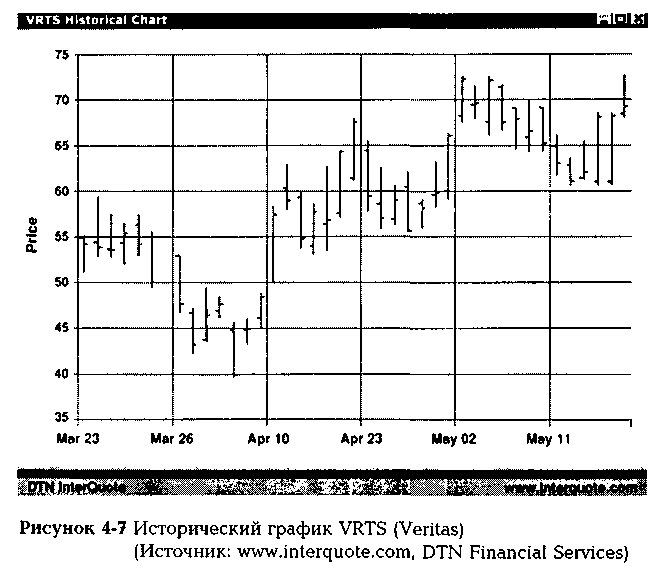 VRTS Historical Chart
75
70
65
60
55
50
45
40
35
Price
Mar 23
Mar 26
Apr 10
Apr 23
May 02
May 11
DTN InterQuote
www.interquote.com
Рисунок 4-7 Исторический график VRTS (Veritas)
(Источник: www.interquote.com, DTN Financial Services)